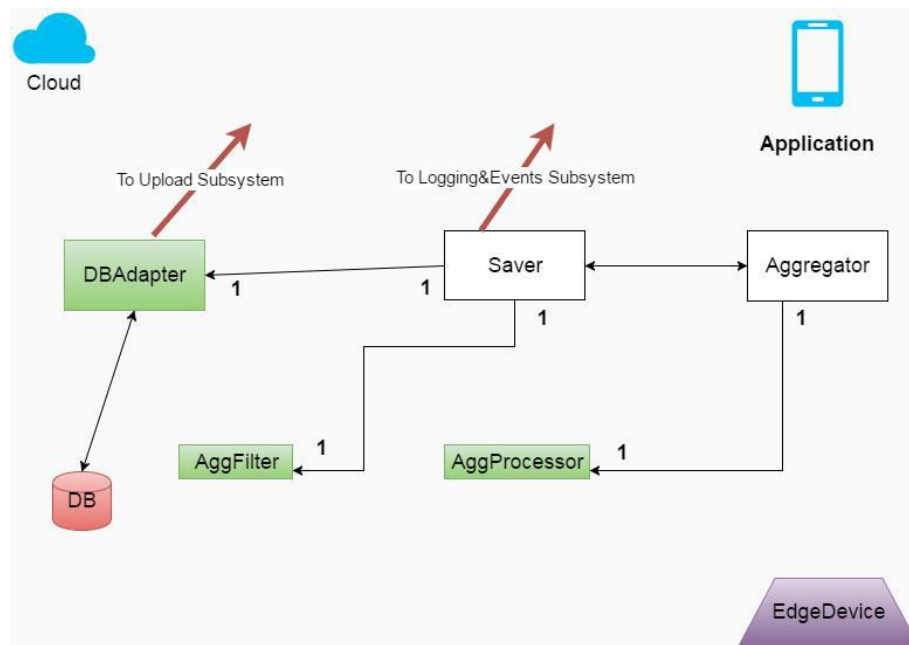 Cloud
Application
To Upload Subsystem
To Logging&Events Subsystem
DBAdapter
Saver
Aggregator
1
1
1
1
AggFilter
1
AggProcessor
1
DB
EdgeDevice